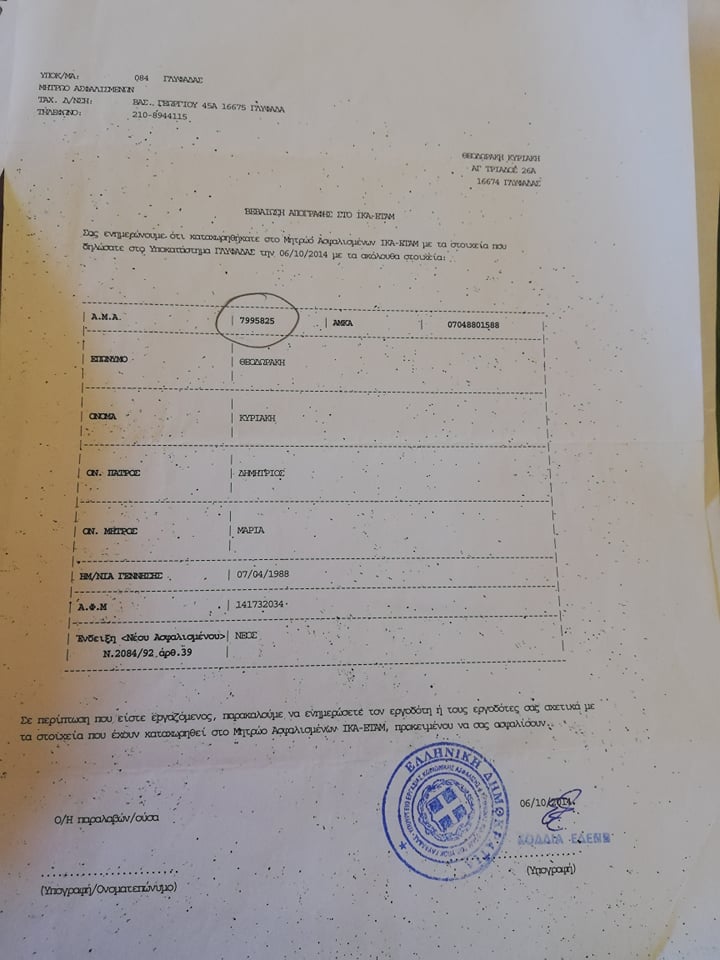 ΥΠΟΚ/ΜΑ: 084 ΓΛΥΦΑΔΑΣ
ΜΗΤΡΩΟ ΑΣΦΑΛΙΣΜΕΝΩΝ
ΤΑΧ. Δ/ΝΣΗ: ΒΑΣ. ΓΕΩΡΓΙΟΥ 45Α 16675 ΓΛΥΦΑΔΑ
ΤΗΛΕΦΩΝΟ: 210-8944115
ΘΕΟΔΩΡΑΚΗ ΚΥΡΙΑΚΗ
ΑΓ ΤΡΙΑΔΟΣ 26Α
16674 ΓΛΥΦΑΔΑΣ
ΒΕΒΑΙΩΣΗ ΑΠΟΓΡΑΦΗΣ ΣΤΟ ΙΚΑ-ΕΤΑΜ
Σας ενημερώνουμε ότι καταχωρηθήκατε στο Μητρώο Ασφαλισμένων ΙΚΑ-ΕΤΑΜ με τα στοιχεία που
δηλώσατε στο Υποκατάστημα ΓΛΥΦΑΔΑΣ την 06/10/2014 με τα ακόλουθα στοιχεία:
Α.Μ.Α. 7995825 ΑΜΚΑ 07048801588
ΕΠΩΝΥΜΟ ΘΕΟΔΩΡΑΚΗ
ΟΝΟΜΑ ΚΥΡΙΑΚΗ
ΟΝ. ΠΑΤΡΟΣ ΔΗΜΗΤΡΙΟΣ
ΟΝ. ΜΗΤΡΟΣ ΜΑΡΙΑ
ΗΜ/ΝΙΑ ΓΕΝΝΗΣΗΣ 07/04/1988
Α.Φ.Μ 141732034
Ένδειξη <Νέου Ασφαλισμένου> ΝΕΟΣ
Ν.2084/92 άρθ.39
Σε περίπτωση που είστε εργαζόμενος, παρακαλούμε να ενημερώσετε τον εργοδότη ή τους εργοδότες σας σχετικά με
τα στοιχεία που έχουν καταχωρηθεί στο Μητρώο Ασφαλισμένων ΙΚΑ-ΕΤΑΜ, προκειμένου να σας ασφαλίσουν.
ΕΛΛΗΝΙΚΗ ΔΗΜΟΚΡΑΤΙΑ
06/10/2014
Ο/Η παραλαβών/ούσα
ΕΛΕΝΗ
(Υπογραφή)
(Υπογραφή/Ονοματεπώνυμο)